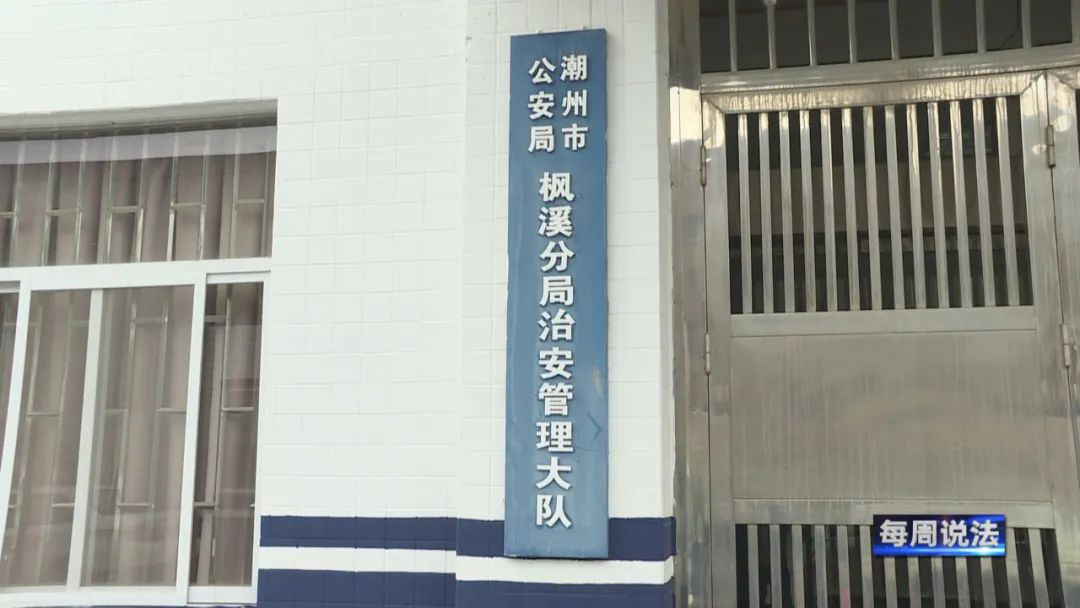 潮州市
公安局
枫溪分局治安管理大队
每周说法